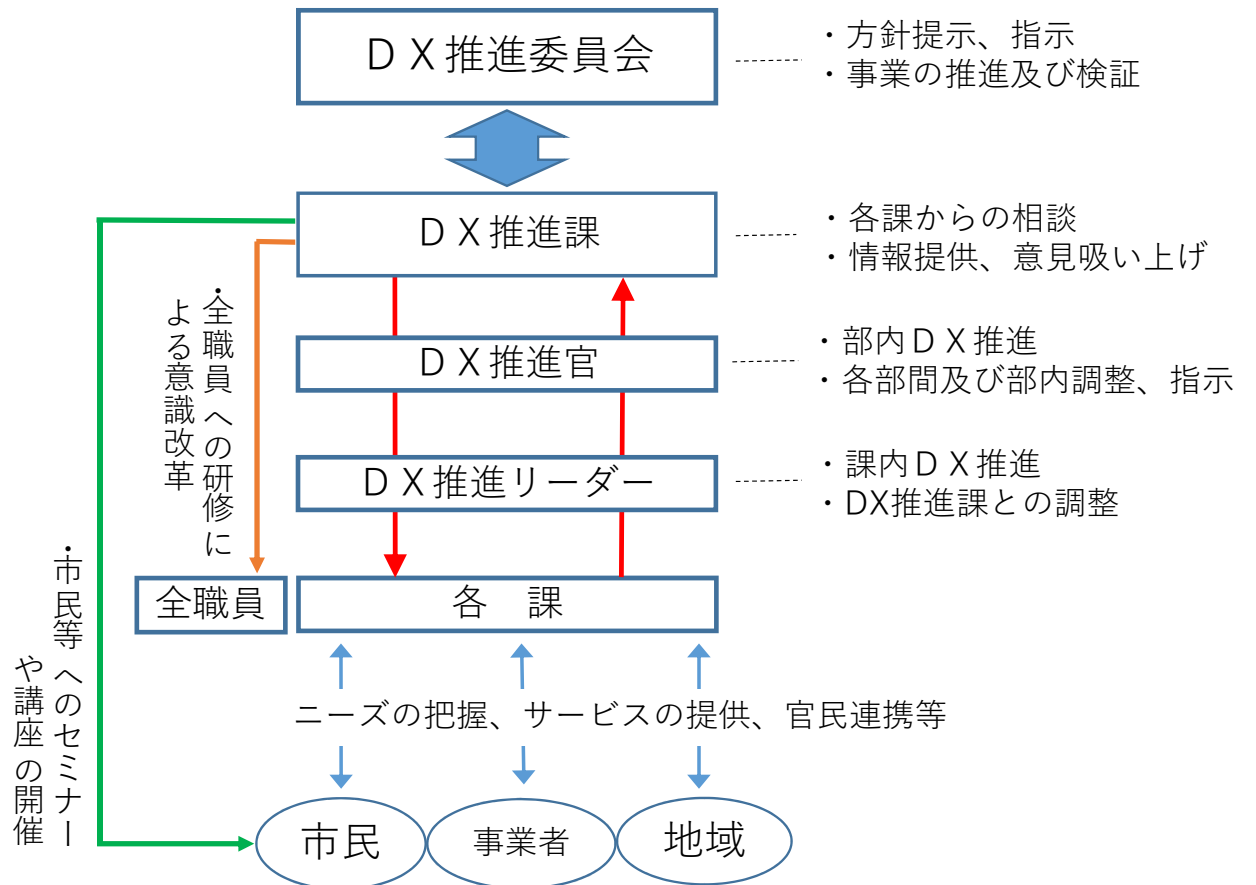 ＤＸ推進委員会
・方針提示、指示
・事業の推進及び検証
ＤＸ推進課
・各課からの相談
・情報提供、意見吸い上げ
ＤＸ推進官
・部内ＤＸ推進
・各部間及び部内調整、指示
ＤＸ推進リーダー
・課内ＤＸ推進
・DX推進課との調整
・全職員への研修に
よる意識改革
全職員
各　課
・市民等へのセミナー
や講座の開催
ニーズの把握、サービスの提供、官民連携等
市民
事業者
地域